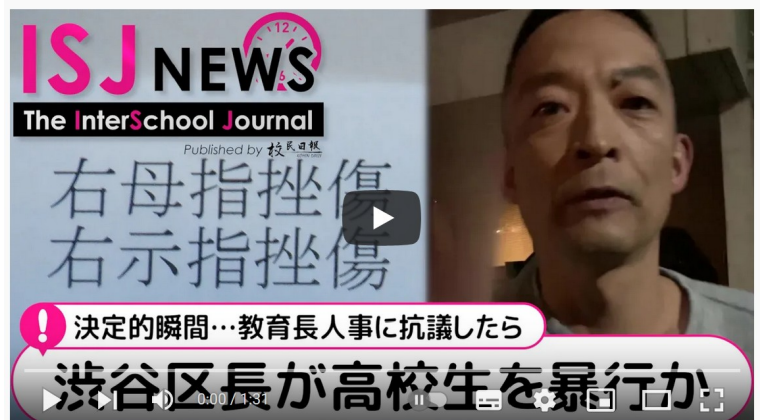 ISJ NEWS
The InterSchool Journal
Published by 校民日報
右母指挫傷
右示指挫傷
決定的瞬間…教育長人事に抗議したら
渋谷区長が高校生を暴行か
0:00 / 1:31